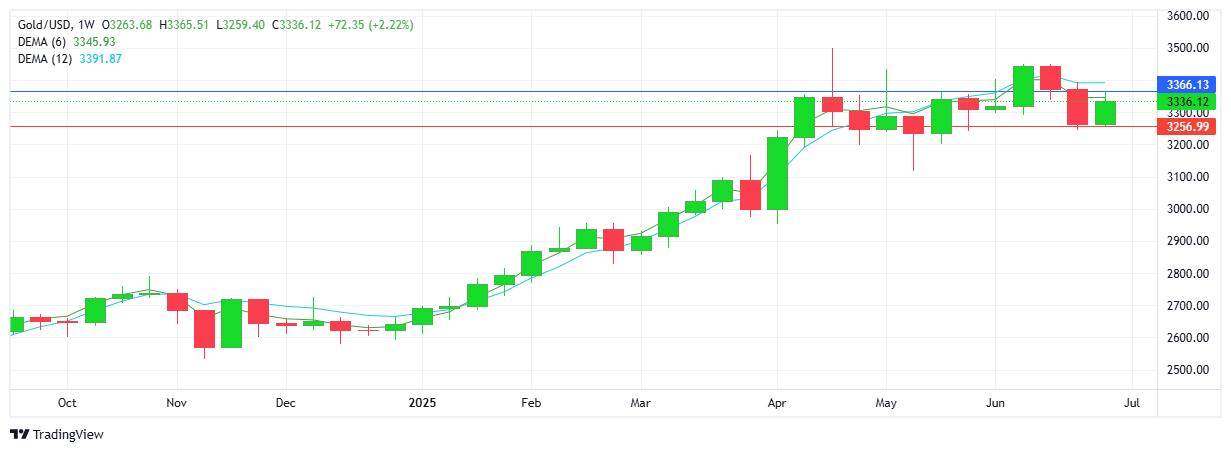 Gold/USD, 1W O3263.68 H3365.51 L3259.40 C3336.12 +72.35 (+2.22%)
DEMA (6) 3345.93
DEMA (12) 3391.87
3600.00
3500.00
3366.13
3336.12
3300.00
3256.99
3200.00
3100.00
3000.00
2900.00
2800.00
2700.00
2600.00
2500.00
Oct Nov Dec 2025 Feb Mar Apr May Jun Jul
TradingView